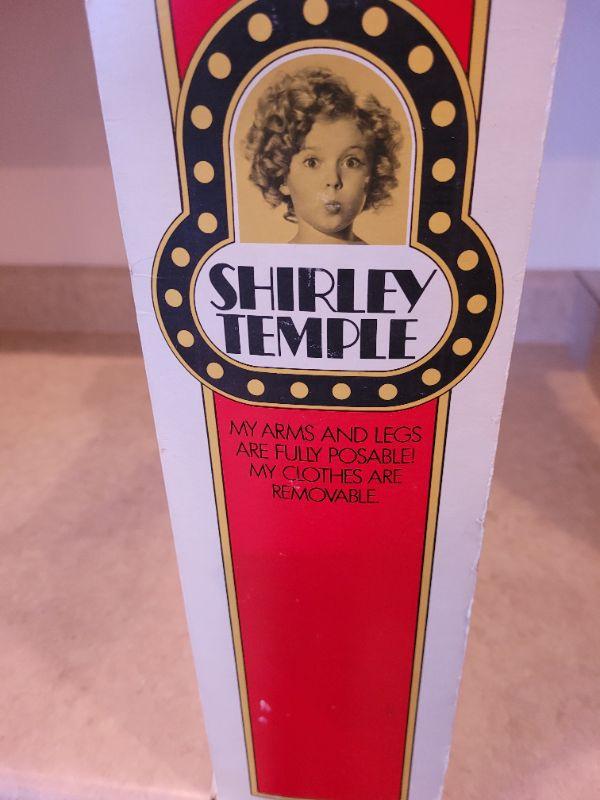 SHIRLEY
TEMPLE
MY ARMS AND LEGS
ARE FULLY POSABLE!
MY CLOTHES ARE
REMOVABLE.